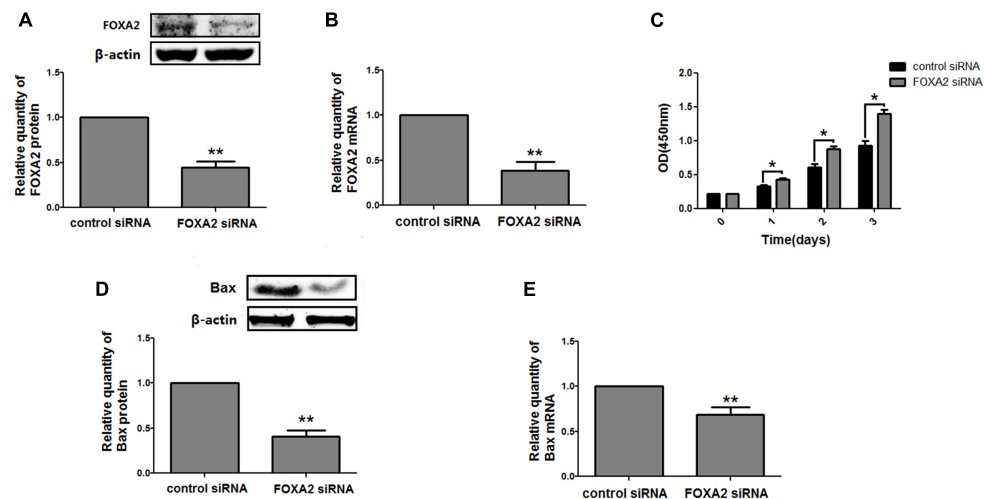 A
FOXA2
β-actin
Relative quantity of
FOXA2 protein
1.5
1.0
0.5
0.0
**
control siRNA
FOXA2 siRNA
B
Relative quantity of
FOXA2 mRNA
1.5
1.0
0.5
0.0
**
control siRNA
FOXA2 siRNA
C
control siRNA
FOXA2 siRNA
OD(450nm)
2.0
1.5
1.0
0.5
0.0
*
*
*
0
1
2
3
Time(days)
D
Bax
β-actin
Relative quantity of
Bax protein
1.5
1.0
0.5
0.0
**
control siRNA
FOXA2 siRNA
E
Relative quantity of
Bax mRNA
1.5
1.0
0.5
0.0
**
control siRNA
FOXA2 siRNA